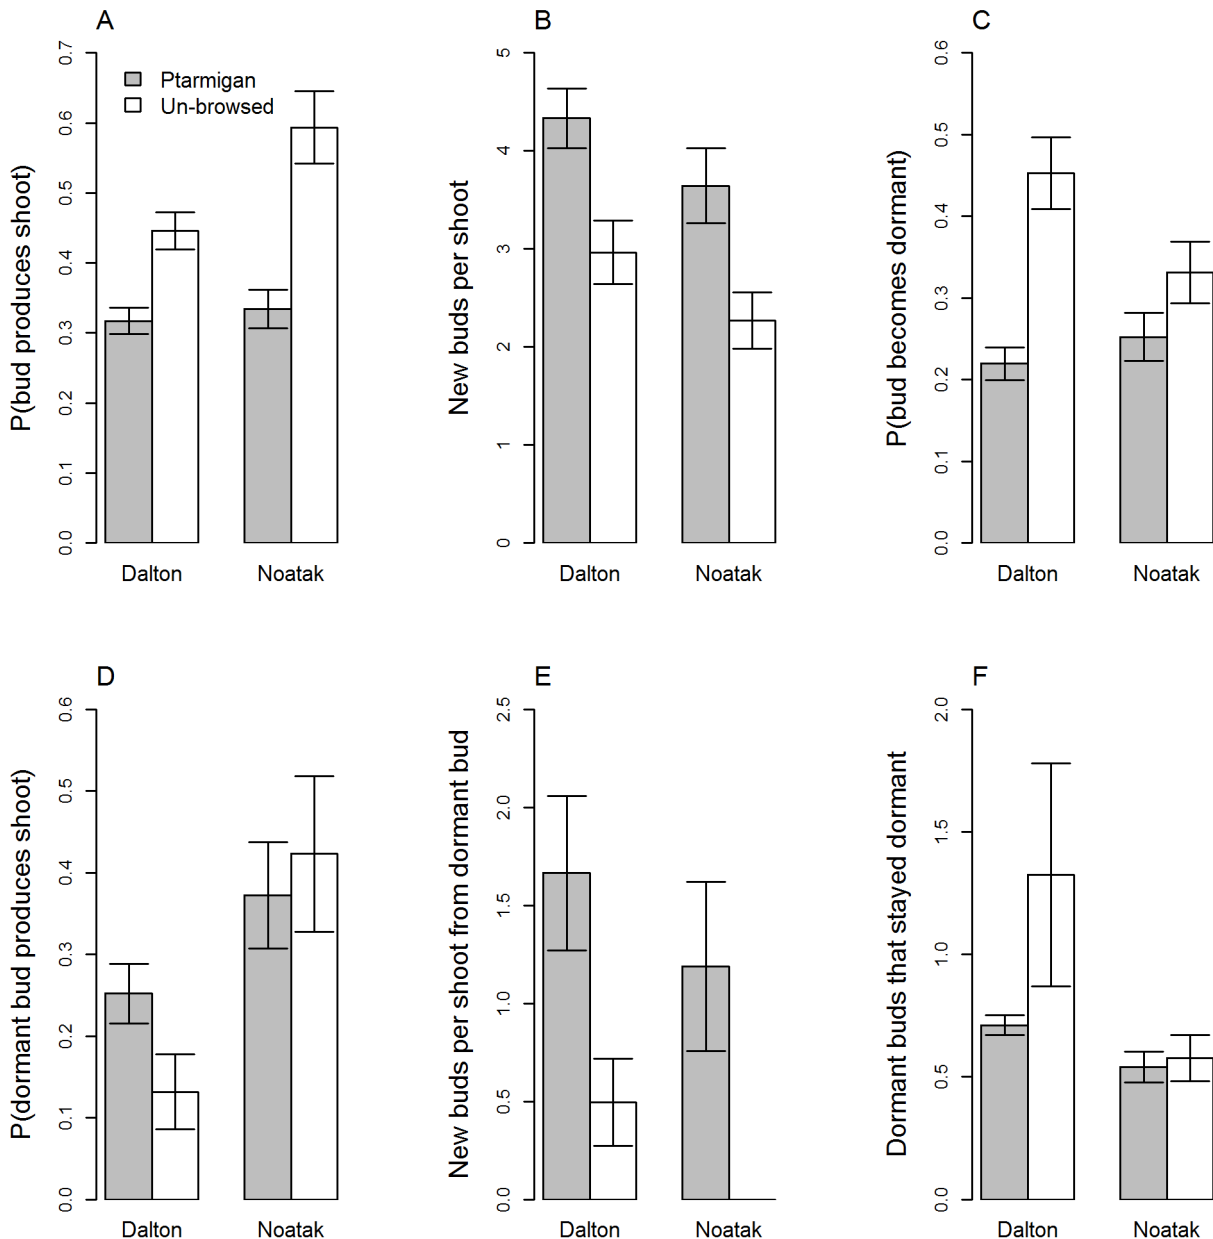 A
P(bud produces shoot)
0.0 0.1 0.2 0.3 0.4 0.5 0.6 0.7
Ptarmigan
Un-browsed
Dalton Noatak
B
New buds per shoot
0 1 2 3 4 5
Dalton Noatak
C
P(bud becomes dormant)
0.0 0.1 0.2 0.3 0.4 0.5 0.6
Dalton Noatak
D
P(dormant bud produces shoot)
0.0 0.1 0.2 0.3 0.4 0.5 0.6
Dalton Noatak
E
New buds per shoot from dormant bud
0.0 0.5 1.0 1.5 2.0 2.5
Dalton Noatak
F
Dormant buds that stayed dormant
0.0 0.5 1.0 1.5 2.0
Dalton Noatak